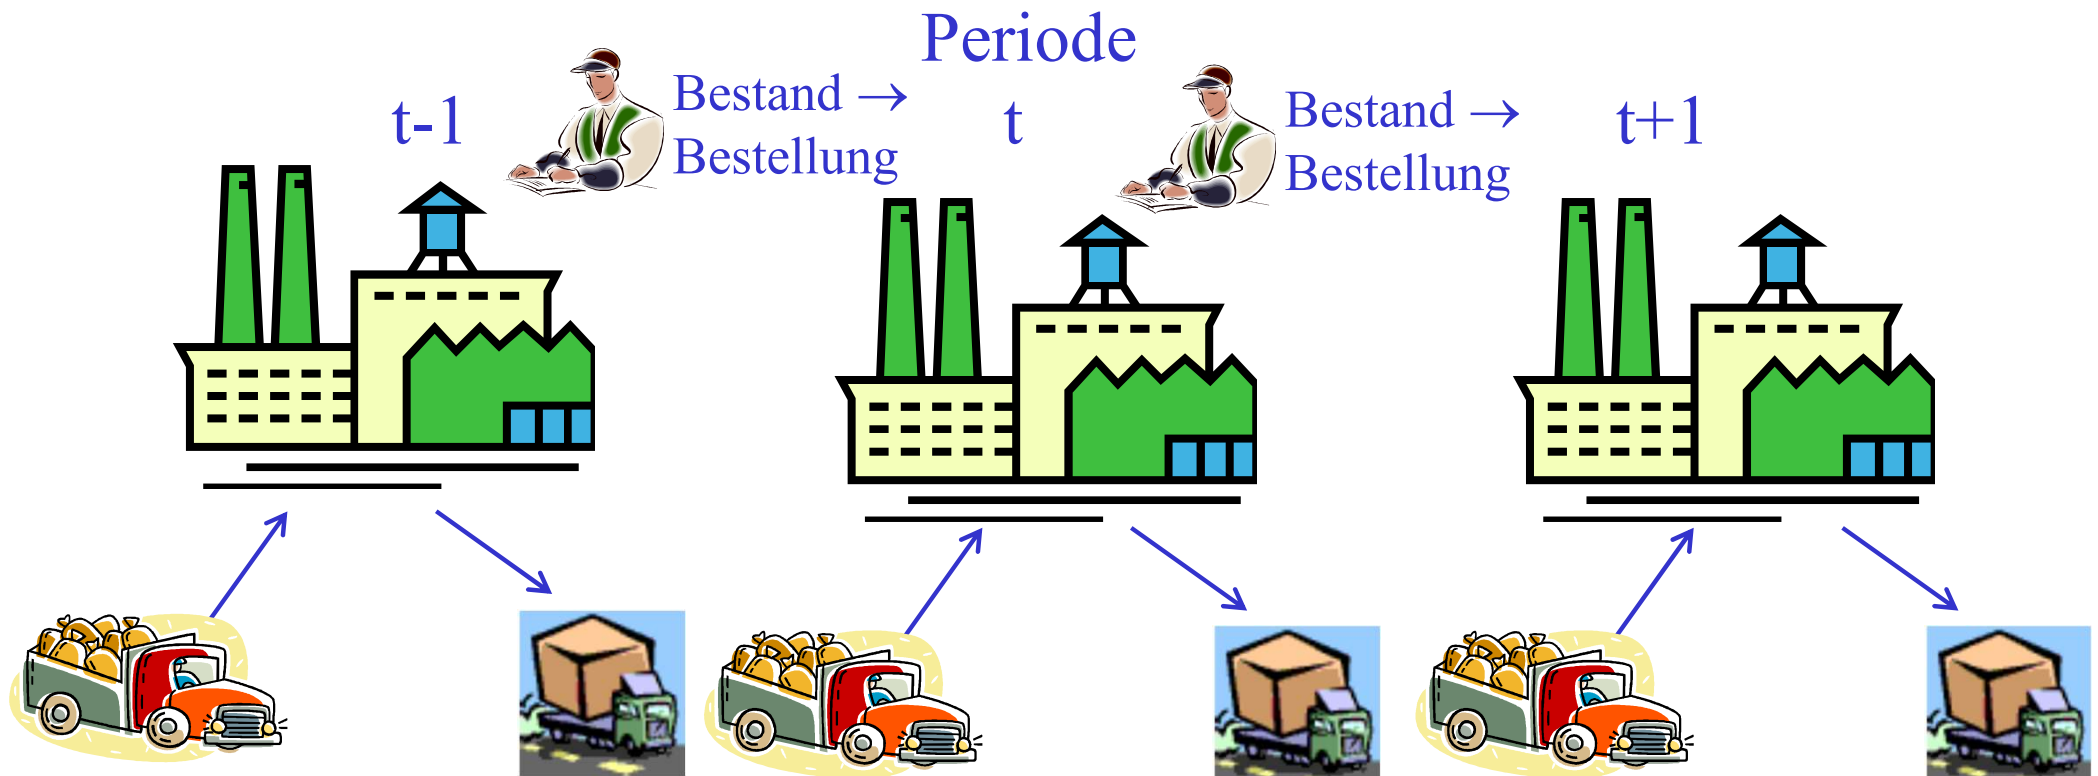 Periode
t-1
Bestand →
Bestellung
t
Bestand →
Bestellung
t+1